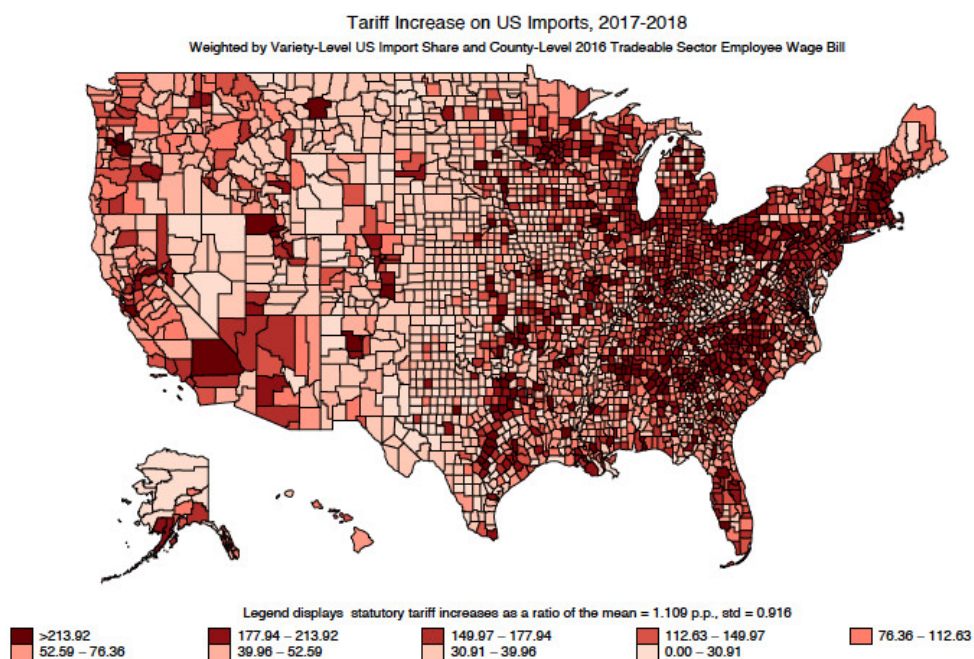 Tariff Increase on US Imports, 2017-2018
Weighted by Variety-Level US Import Share and County-Level 2016 Tradeable Sector Employee Wage Bill
Legend displays statutory tariff increases as a ratio of the mean = 1.109 p.p., std = 0.916
>213.92 177.94 – 213.92 149.97 – 177.94 112.63 – 149.97 76.36 – 112.63
52.59 – 76.36 39.96 – 52.59 30.91 – 39.96 0.00 – 30.91